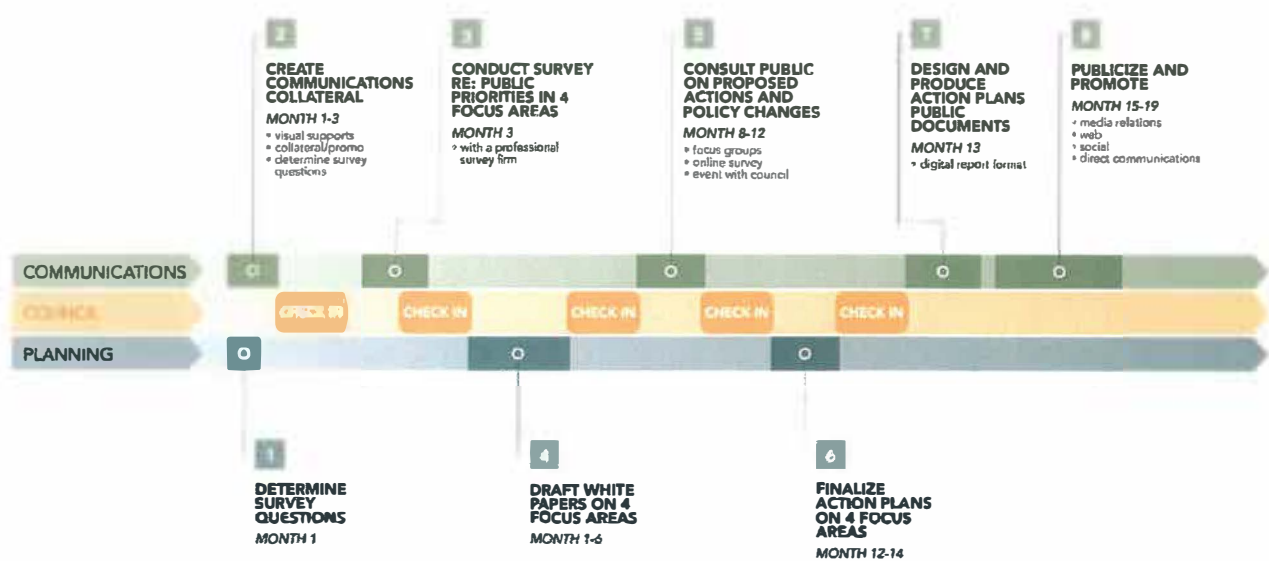 2
CREATE
COMMUNICATIONS
COLLATERAL
MONTH 1-3
• visual supports
• collateral/promo
• determine survey
questions
3
CONDUCT SURVEY
RE: PUBLIC
PRIORITIES IN 4
FOCUS AREAS
MONTH 3
• with a professional
survey firm
CONSULT PUBLIC
ON PROPOSED
ACTIONS AND
POLICY CHANGES
MONTH 8-12
• focus groups
• online survey
• event with council
7
DESIGN AND
PRODUCE
ACTION PLANS
PUBLIC
DOCUMENTS
MONTH 13
• digital report format
PUBLICIZE AND
PROMOTE
MONTH 15-19
• media relations
• web
• social
• direct communications
COMMUNICATIONS
COUNCIL
CHECK IN
CHECK IN
CHECK IN
CHECK IN
CHECK IN
PLANNING
1
DETERMINE
SURVEY
QUESTIONS
MONTH 1
4
DRAFT WHITE
PAPERS ON 4
FOCUS AREAS
MONTH 1-6
6
FINALIZE
ACTION PLANS
ON 4 FOCUS
AREAS
MONTH 12-14